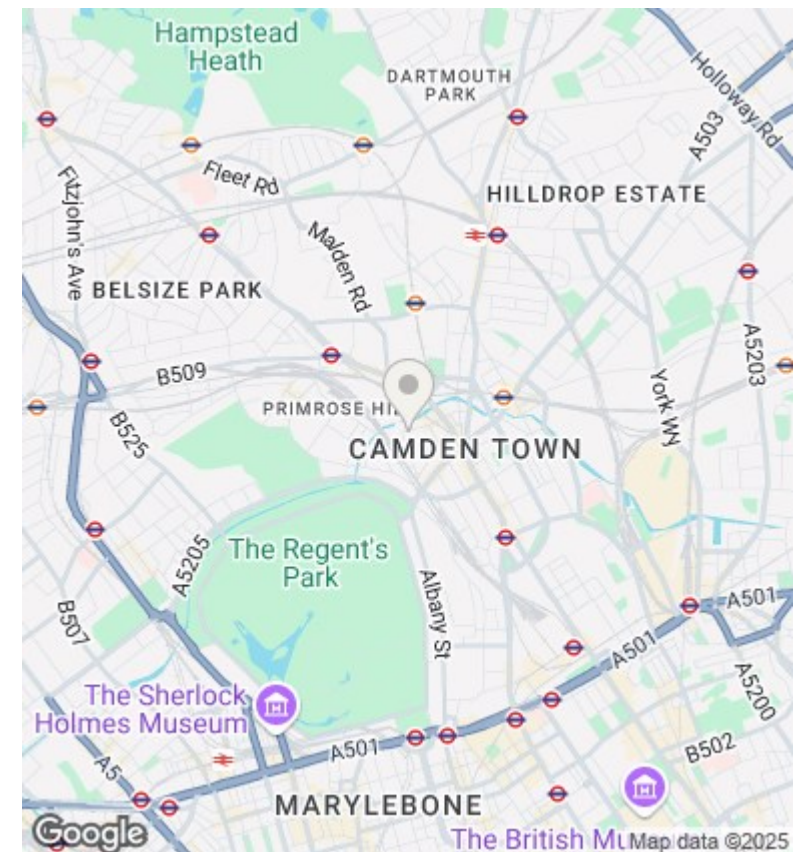 Hampstead
Heath
DARTMOUTH
PARK
Holloway Rd
A503
Fleet Rd
Fitzjohn's Ave
HILLDROP ESTATE
Malden Rd
BELSIZE PARK
A5203
B509
York Wy
PRIMROSE HI
B525
CAMDEN TOWN
The Regent's
Park
A5205
Albany St
B507
A501
A501
A5200
The Sherlock
Holmes Museum
A501
B502
A5
MARYLEBONE
Google
The British Mu
Map data ©2025